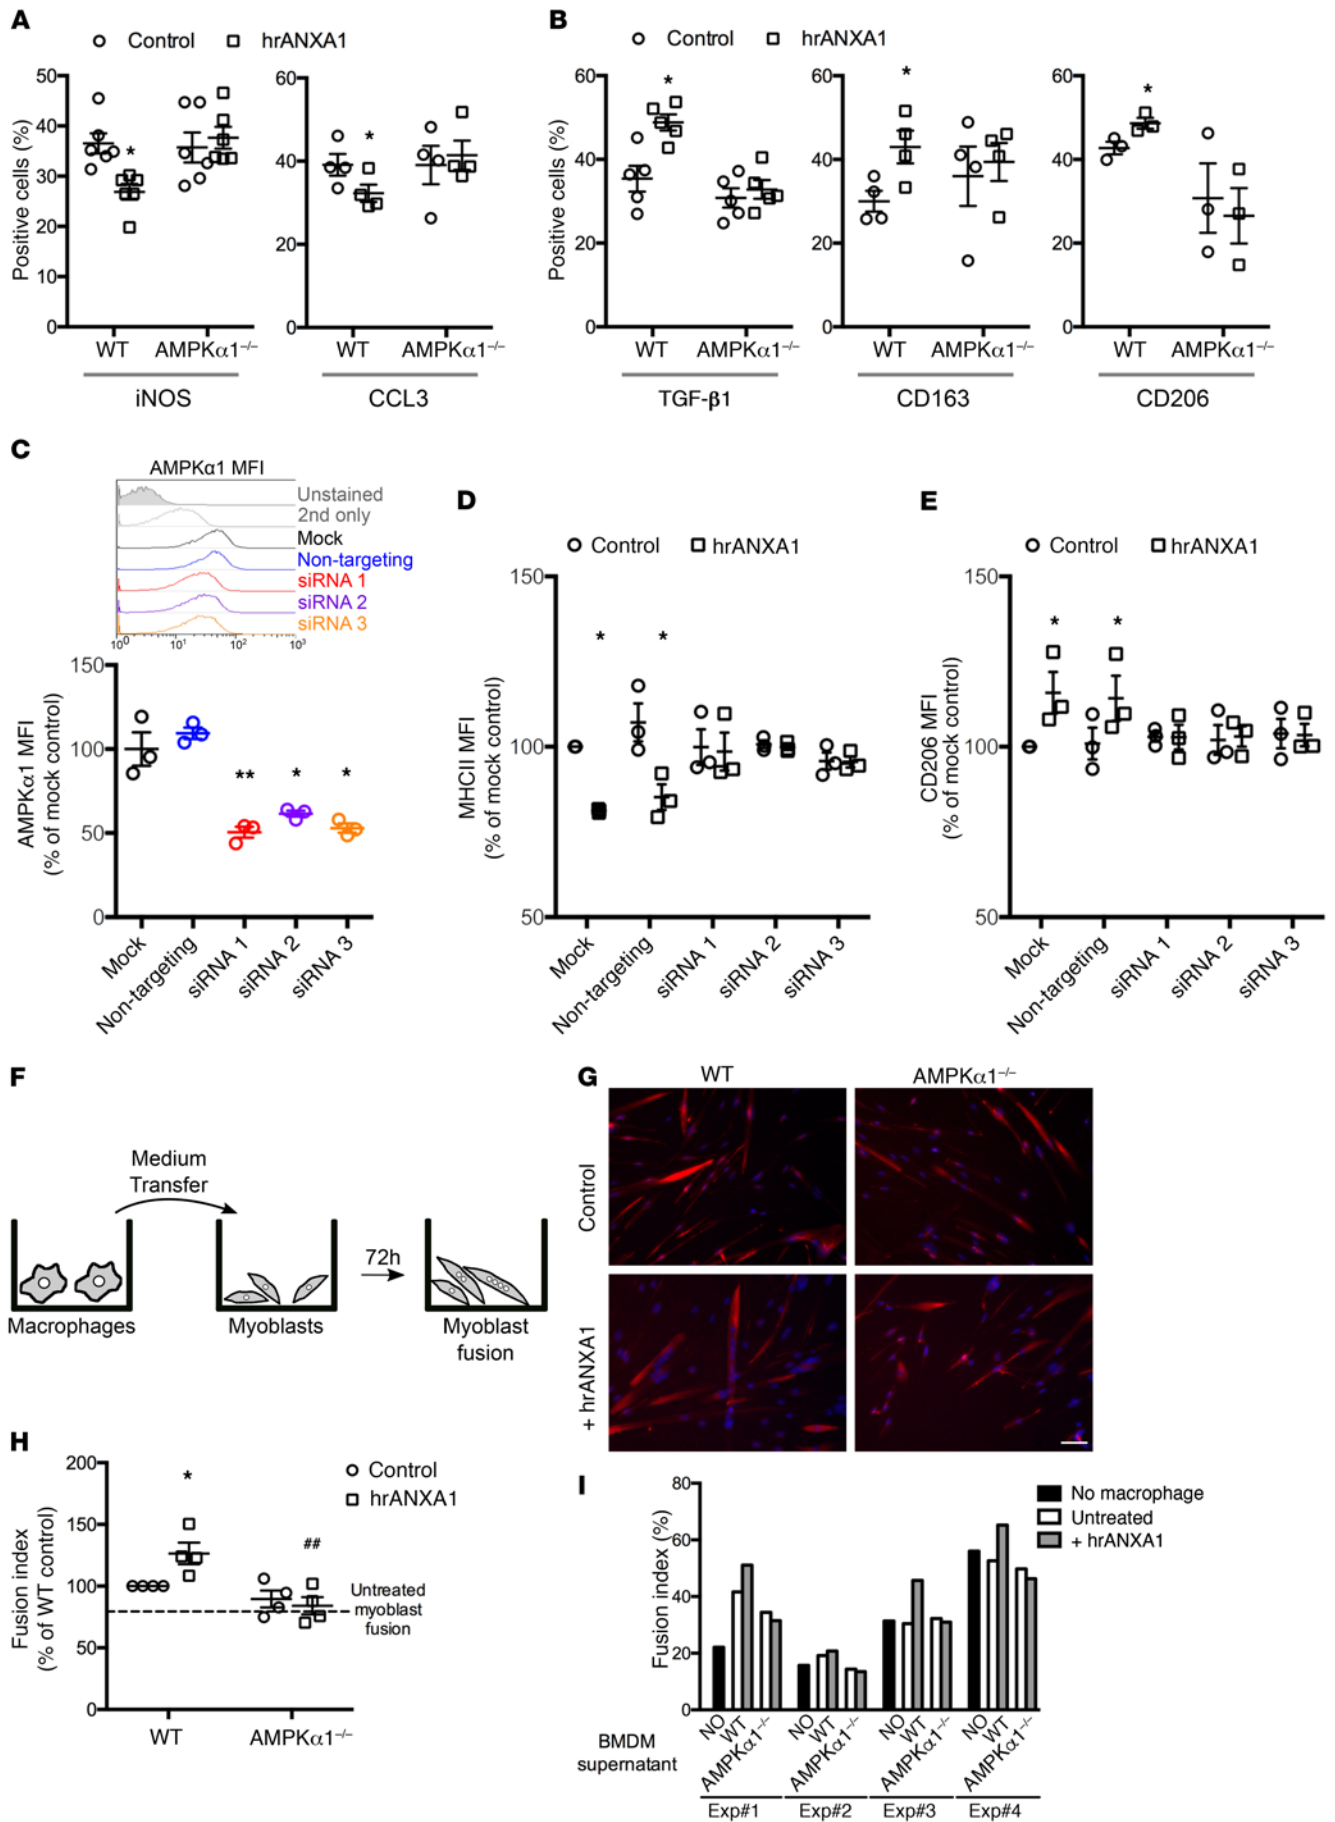 A
Control
hrANXA1
Positive cells (%)
50
40
30
20
10
0
*
WT
AMPKα1–/–
iNOS
60
40
20
0
*
WT
AMPKα1–/–
CCL3
B
Control
hrANXA1
Positive cells (%)
60
40
20
0
*
WT
AMPKα1–/–
TGF-β1
60
40
20
0
*
WT
AMPKα1–/–
CD163
60
40
20
0
*
WT
AMPKα1–/–
CD206
C
AMPKα1 MFI
Unstained
2nd only
Mock
Non-targeting
siRNA 1
siRNA 2
siRNA 3
10⁰ 10¹ 10² 10³
AMPKα1 MFI
(% of mock control)
150
100
50
0
** * *
Mock
Non-targeting
siRNA 1
siRNA 2
siRNA 3
D
Control
hrANXA1
MHCII MFI
(% of mock control)
150
100
50
* *
Mock
Non-targeting
siRNA 1
siRNA 2
siRNA 3
E
Control
hrANXA1
CD206 MFI
(% of mock control)
150
100
50
* *
Mock
Non-targeting
siRNA 1
siRNA 2
siRNA 3
F
Medium
Transfer
72h
Macrophages
Myoblasts
Myoblast
fusion
G
WT
AMPKα1–/–
Control
+ hrANXA1
H
Control
hrANXA1
Fusion index
(% of WT control)
200
150
100
50
0
*
##
Untreated
myoblast
fusion
WT
AMPKα1–/–
I
No macrophage
Untreated
+ hrANXA1
Fusion index (%)
80
60
40
20
0
BMDM
supernatant
NO
WT
AMPKα1–/–
NO
WT
AMPKα1–/–
NO
WT
AMPKα1–/–
NO
WT
AMPKα1–/–
Exp#1
Exp#2
Exp#3
Exp#4